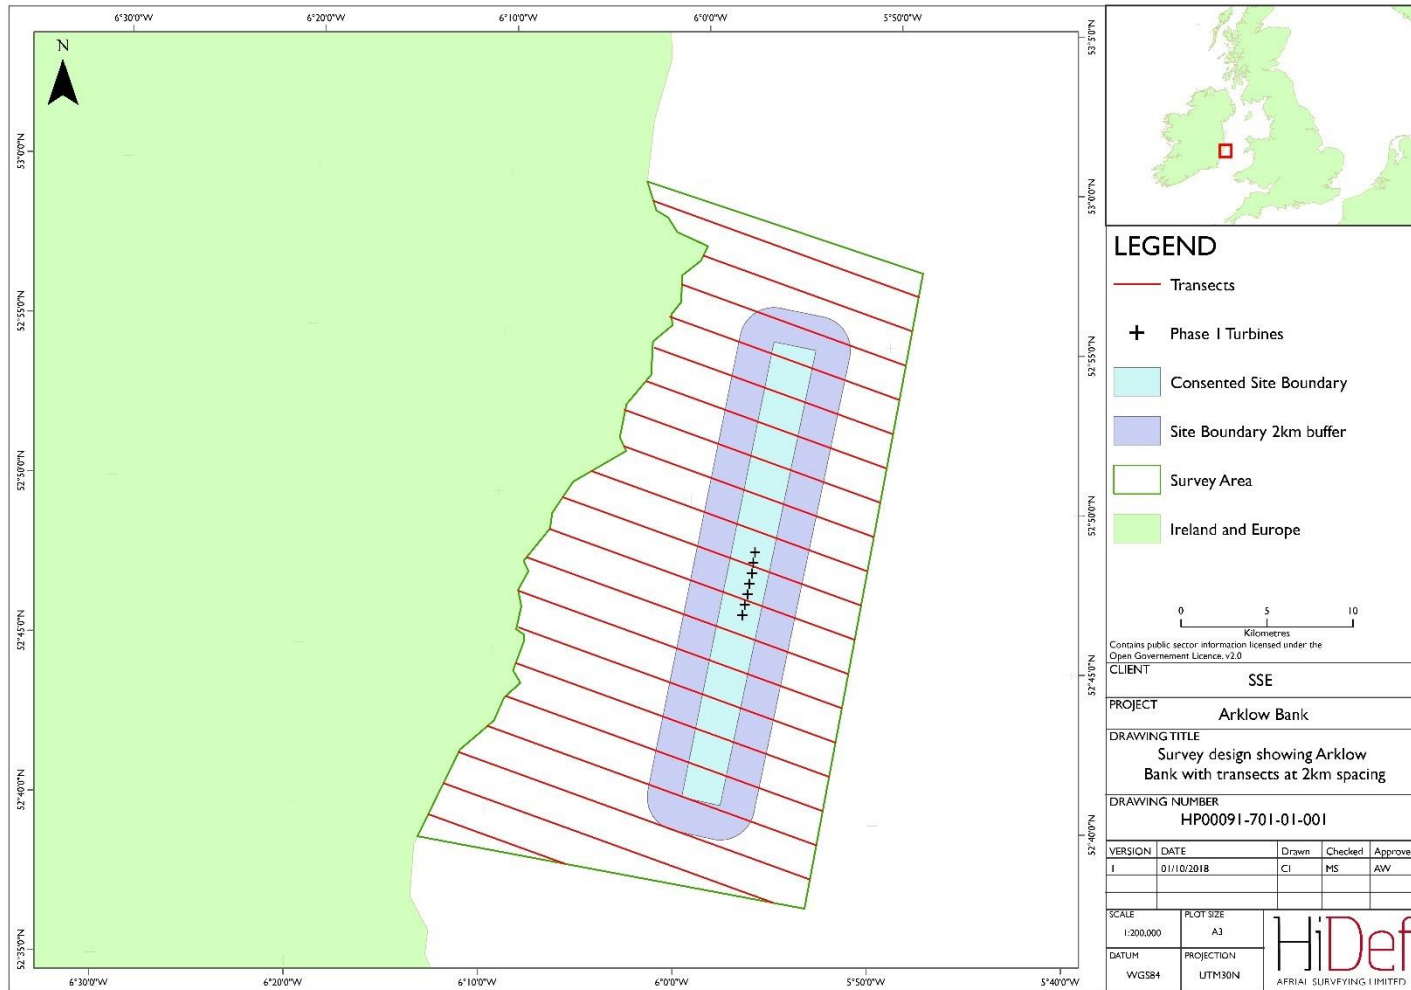 6°30'0"W 6°20'0"W 6°10'0"W 6°0'0"W 5°50'0"W
N
53°5'0"N
53°0'0"N
53°0'0"N
52°55'0"N
52°55'0"N
52°50'0"N
52°50'0"N
52°45'0"N
52°45'0"N
52°40'0"N
52°40'0"N
52°35'0"N
6°30'0"W 6°20'0"W 6°10'0"W 6°0'0"W 5°50'0"W 5°40'0"W
LEGEND
Transects
Phase 1 Turbines
Consented Site Boundary
Site Boundary 2km buffer
Survey Area
Ireland and Europe
0 5 10
Kilometres
Contains public sector information licensed under the
Open Governement Licence, v2.0
CLIENT
SSE
PROJECT
Arklow Bank
DRAWING TITLE
Survey design showing Arklow
Bank with transects at 2km spacing
DRAWING NUMBER
HP00091-701-01-001
VERSION DATE Drawn Checked Approve
1 01/10/2018 CI MS AW
SCALE PLOT SIZE
1:200,000 A3
DATUM PROJECTION
WGS84 UTM30N
HiDef
AERIAL SURVEYING LIMITED